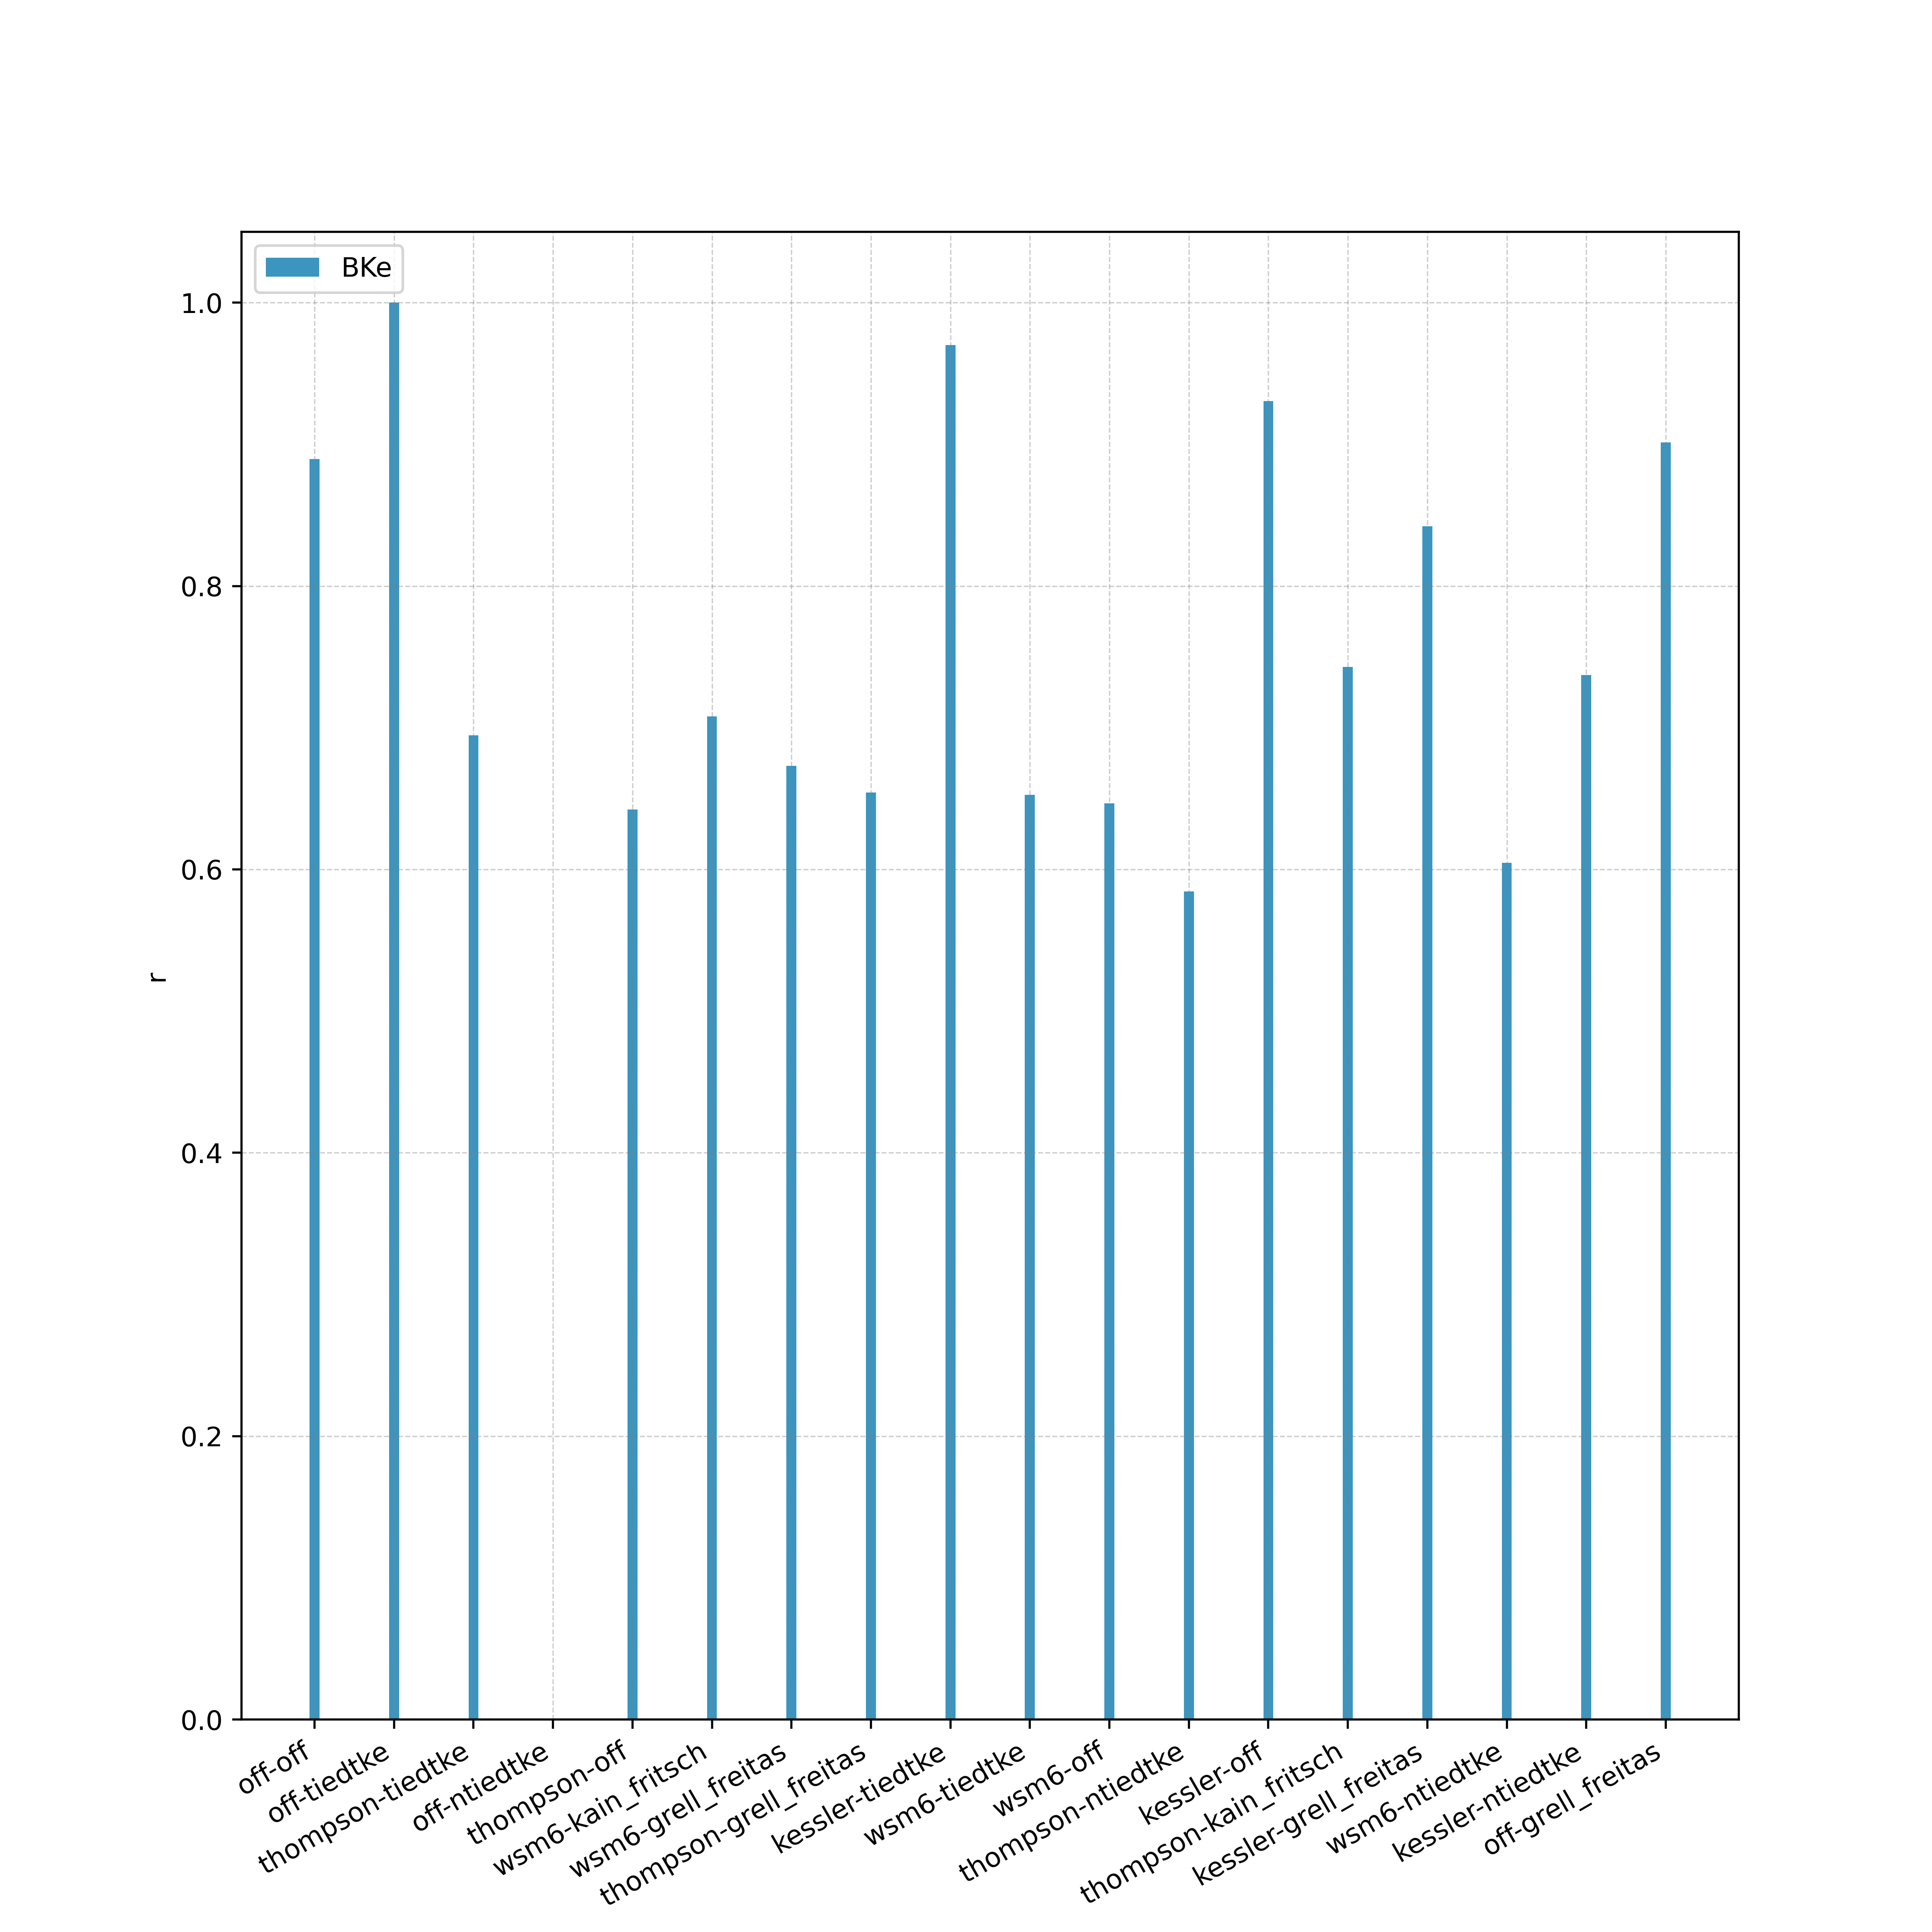 BKe
1.0
0.8
0.6
0.4
0.2
0.0
r
off-off
off-tiedtke
thompson-tiedtke
off-ntiedtke
thompson-off
wsm6-kain_fritsch
wsm6-grell_freitas
thompson-grell_freitas
kessler-tiedtke
wsm6-tiedtke
wsm6-off
thompson-ntiedtke
kessler-off
thompson-kain_fritsch
kessler-grell_freitas
wsm6-ntiedtke
kessler-ntiedtke
off-grell_freitas